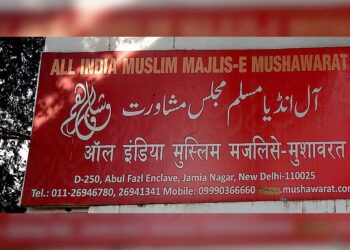 ALL INDIA MUSLIM MAJLIS-E MUSHAWARAT
آل انڈیا مسلم مجلس مشاورت
ऑल इंडिया मुस्लिम मजलिसे-मुशावरत
D-250, Abul Fazl Enclave, Jamia Nagar, New Delhi-110025
Tel.: 011-26946780, 26941341 Mobile: 09990366660 www.mushawarat.com